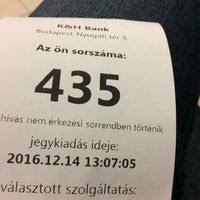 K&H Bank
Budapest Nyugati tér 9.
Az ön sorszáma:
435
hívás nem érkezési sorrendben történik
jegykiadás ideje:
2016.12.14 13:07:05
választott szolgáltatás: